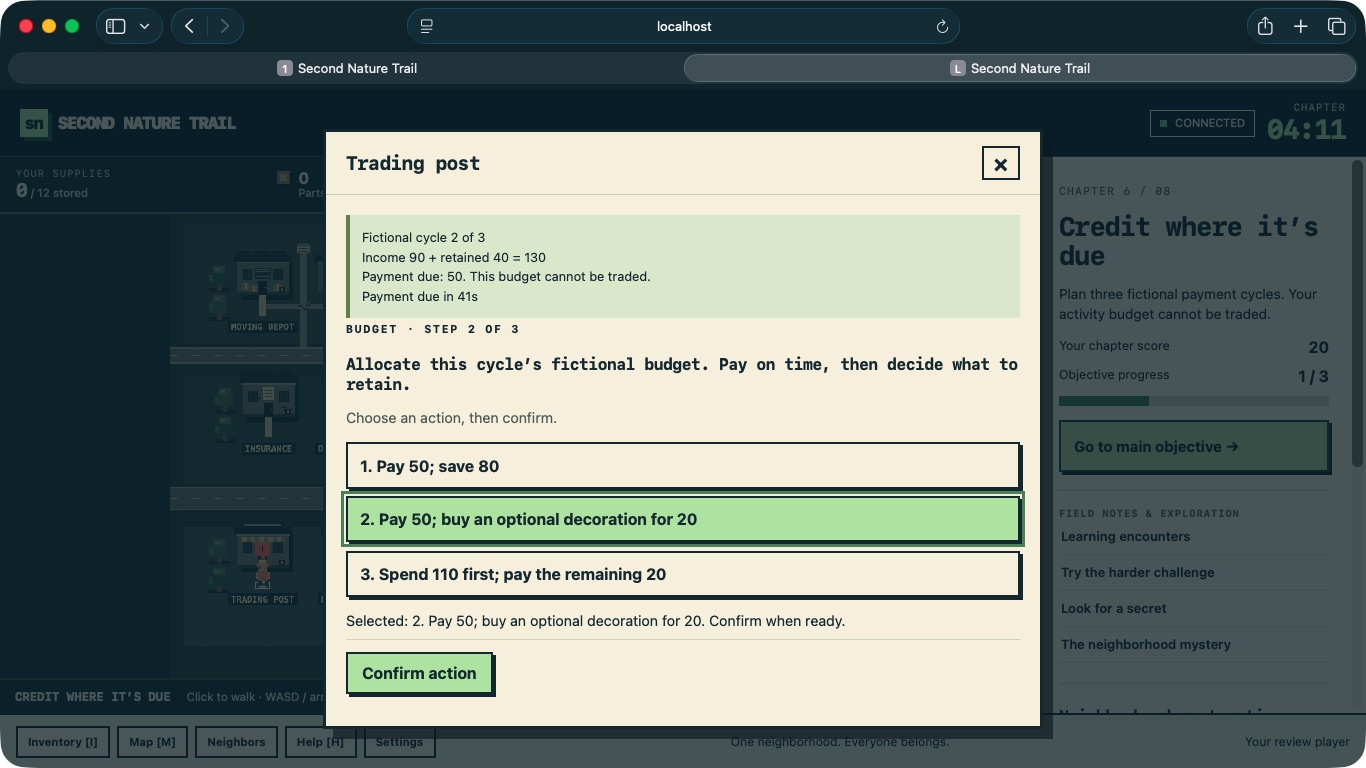 localhost
1 Second Nature Trail
L Second Nature Trail
sn SECOND NATURE TRAIL
CONNECTED
CHAPTER
04:11
YOUR SUPPLIES
0 / 12 stored
0
Parts
MOVING DEPOT
INSURANCE
TRADING POST
CREDIT WHERE IT'S DUE Click to walk · WASD /
Trading post
×
Fictional cycle 2 of 3
Income 90 + retained 40 = 130
Payment due: 50. This budget cannot be traded.
Payment due in 41s
BUDGET · STEP 2 OF 3
Allocate this cycle's fictional budget. Pay on time, then decide what to
retain.
Choose an action, then confirm.
1. Pay 50; save 80
2. Pay 50; buy an optional decoration for 20
3. Spend 110 first; pay the remaining 20
Selected: 2. Pay 50; buy an optional decoration for 20. Confirm when ready.
Confirm action
CHAPTER 6 / 08
Credit where it's
due
Plan three fictional payment cycles. Your
activity budget cannot be traded.
Your chapter score 20
Objective progress 1 / 3
Go to main objective →
FIELD NOTES & EXPLORATION
Learning encounters
Try the harder challenge
Look for a secret
The neighborhood mystery
Inventory [I] Map [M] Neighbors Help [H] Settings
One neighborhood. Everyone belongs.
Your review player